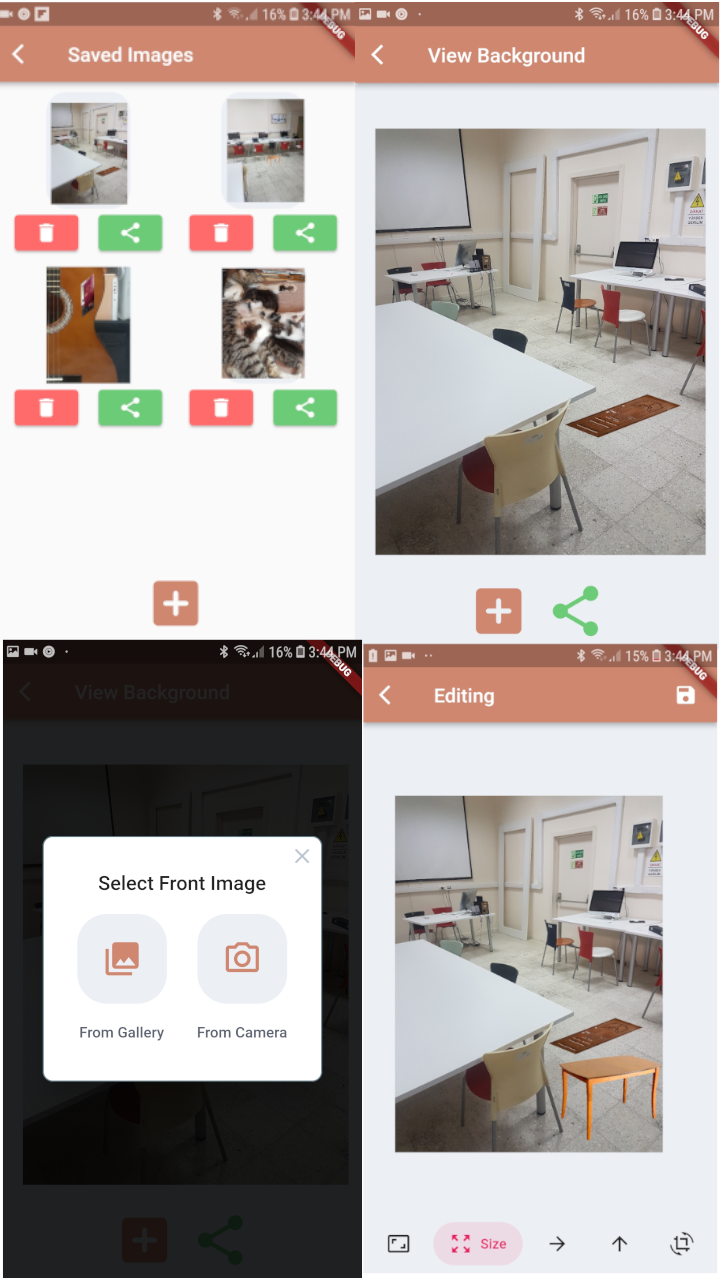 16% 3:44 PM
DEBUG
Saved Images
16% 3:44 PM
DEBUG
View Background
16% 3:44 PM
DEBUG
View Background
Select Front Image
From Gallery
From Camera
15% 3:44 PM
DEBUG
Editing
Size